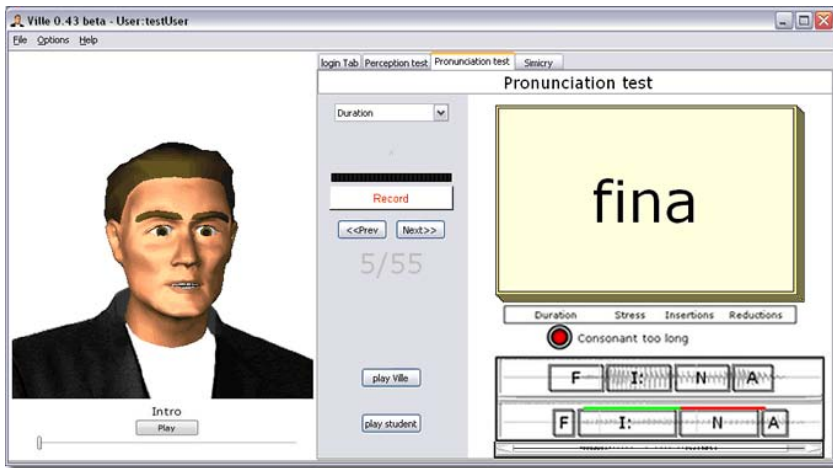 Ville 0.43 beta - User:testUser
File Options Help
login Tab Perception test Pronunciation test Simicry
Pronunciation test
Duration
Record
<<Prev Next>>
5/55
play Ville
play student
fina
Duration Stress Insertions Reductions
Consonant too long
F I: N A
F I: N A
Intro
Play